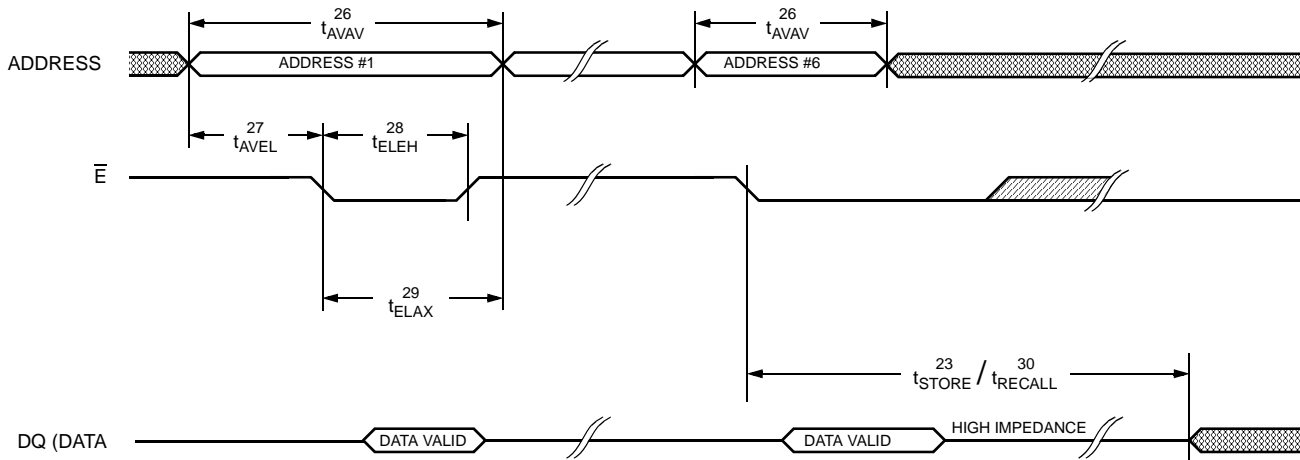 26 26
tAVAV tAVAV
ADDRESS ADDRESS #1 ADDRESS #6
27 28
tAVEL tELEH
E
29
tELAX
23 30
tSTORE / tRECALL
HIGH IMPEDANCE
DQ (DATA DATA VALID DATA VALID